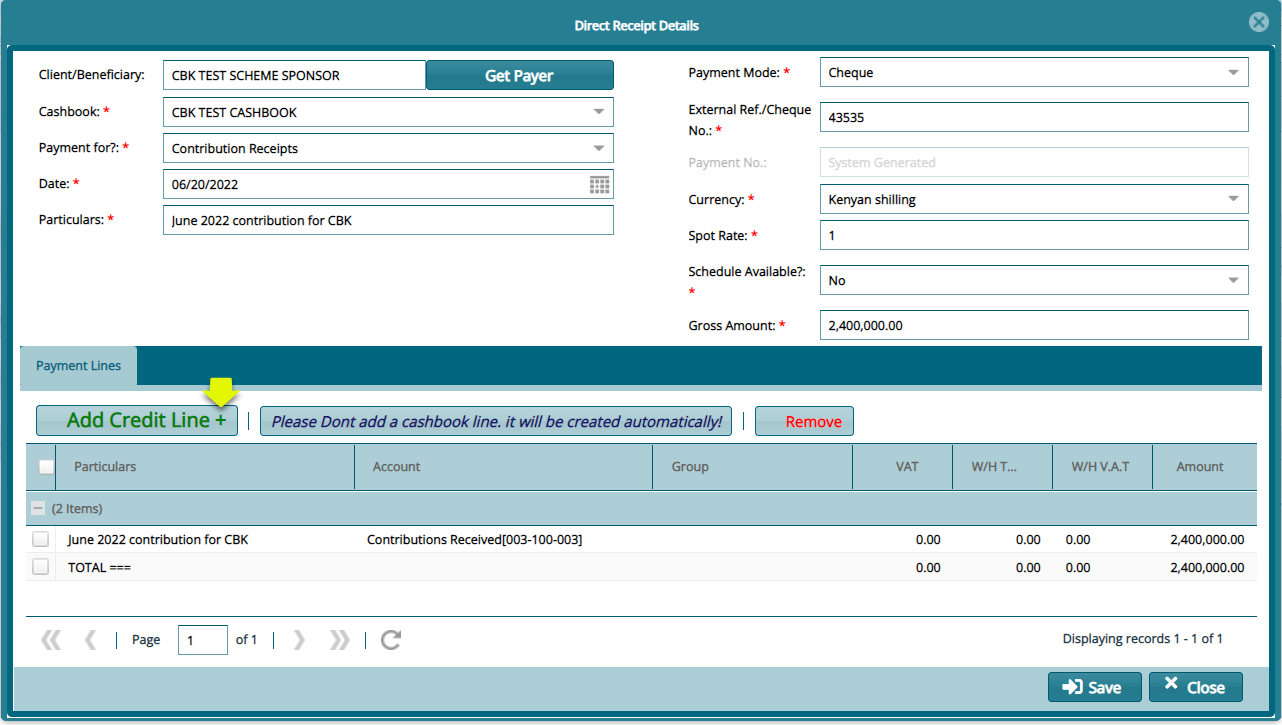 Direct Receipt Details
Client/Beneficiary: CBK TEST SCHEME SPONSOR Get Payer
Cashbook: * CBK TEST CASHBOOK
Payment for?: * Contribution Receipts
Date: * 06/20/2022
Particulars: * June 2022 contribution for CBK
Payment Mode: * Cheque
External Ref./Cheque
No.: * 43535
Payment No.: System Generated
Currency: * Kenyan shilling
Spot Rate: * 1
Schedule Available?:
* No
Gross Amount: * 2,400,000.00
Payment Lines
Add Credit Line + Please Dont add a cashbook line. it will be created automatically! Remove
Particulars Account Group VAT W/H T... W/H V.A.T Amount
(2 Items)
June 2022 contribution for CBK Contributions Received[003-100-003] 0.00 0.00 0.00 2,400,000.00
TOTAL === 0.00 0.00 0.00 2,400,000.00
Page 1 of 1 Displaying records 1 - 1 of 1
Save Close